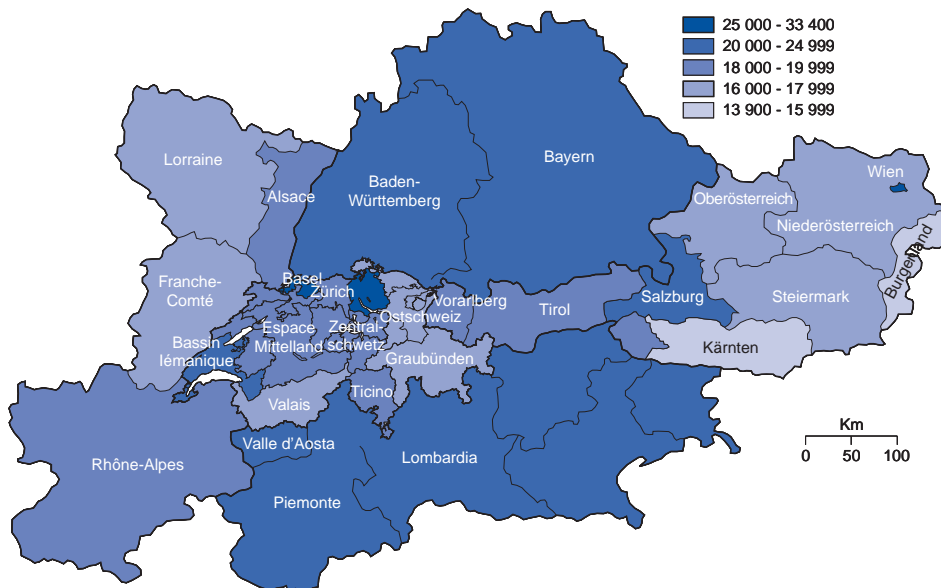 25 000 - 33 400
20 000 - 24 999
18 000 - 19 999
16 000 - 17 999
13 900 - 15 999
Lorraine
Alsace
Baden-
Württemberg
Bayern
Wien
Oberösterreich
Niederösterreich
Burgenland
Franche-
Comté
Basel
Zürich
Ostschweiz
Vorarlberg
Tirol
Salzburg
Steiermark
Kärnten
Espace
Mittelland
Zentral-
schwetz
Bassin
lémanique
Graubünden
Valais
Ticino
Valle d'Aosta
Lombardia
Rhône-Alpes
Piemonte
Km
0 50 100